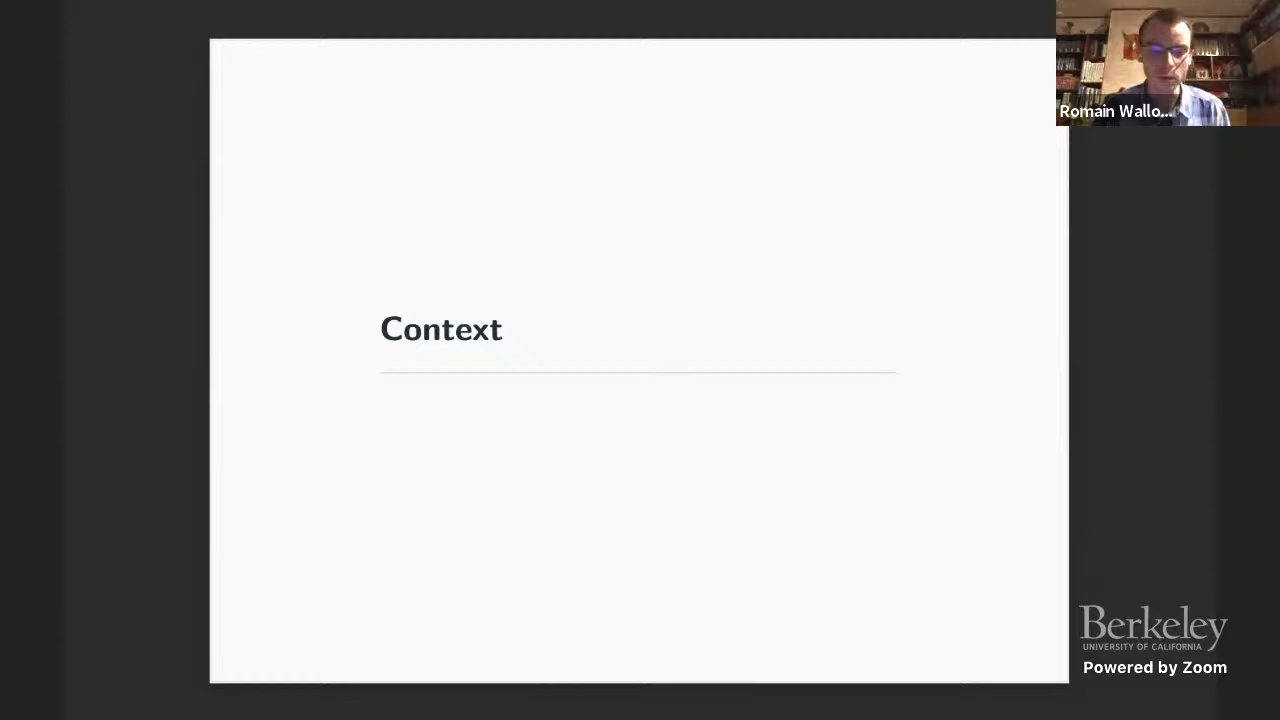 Romain Wallo...
Context
Berkeley
UNIVERSITY OF CALIFORNIA
Powered by Zoom